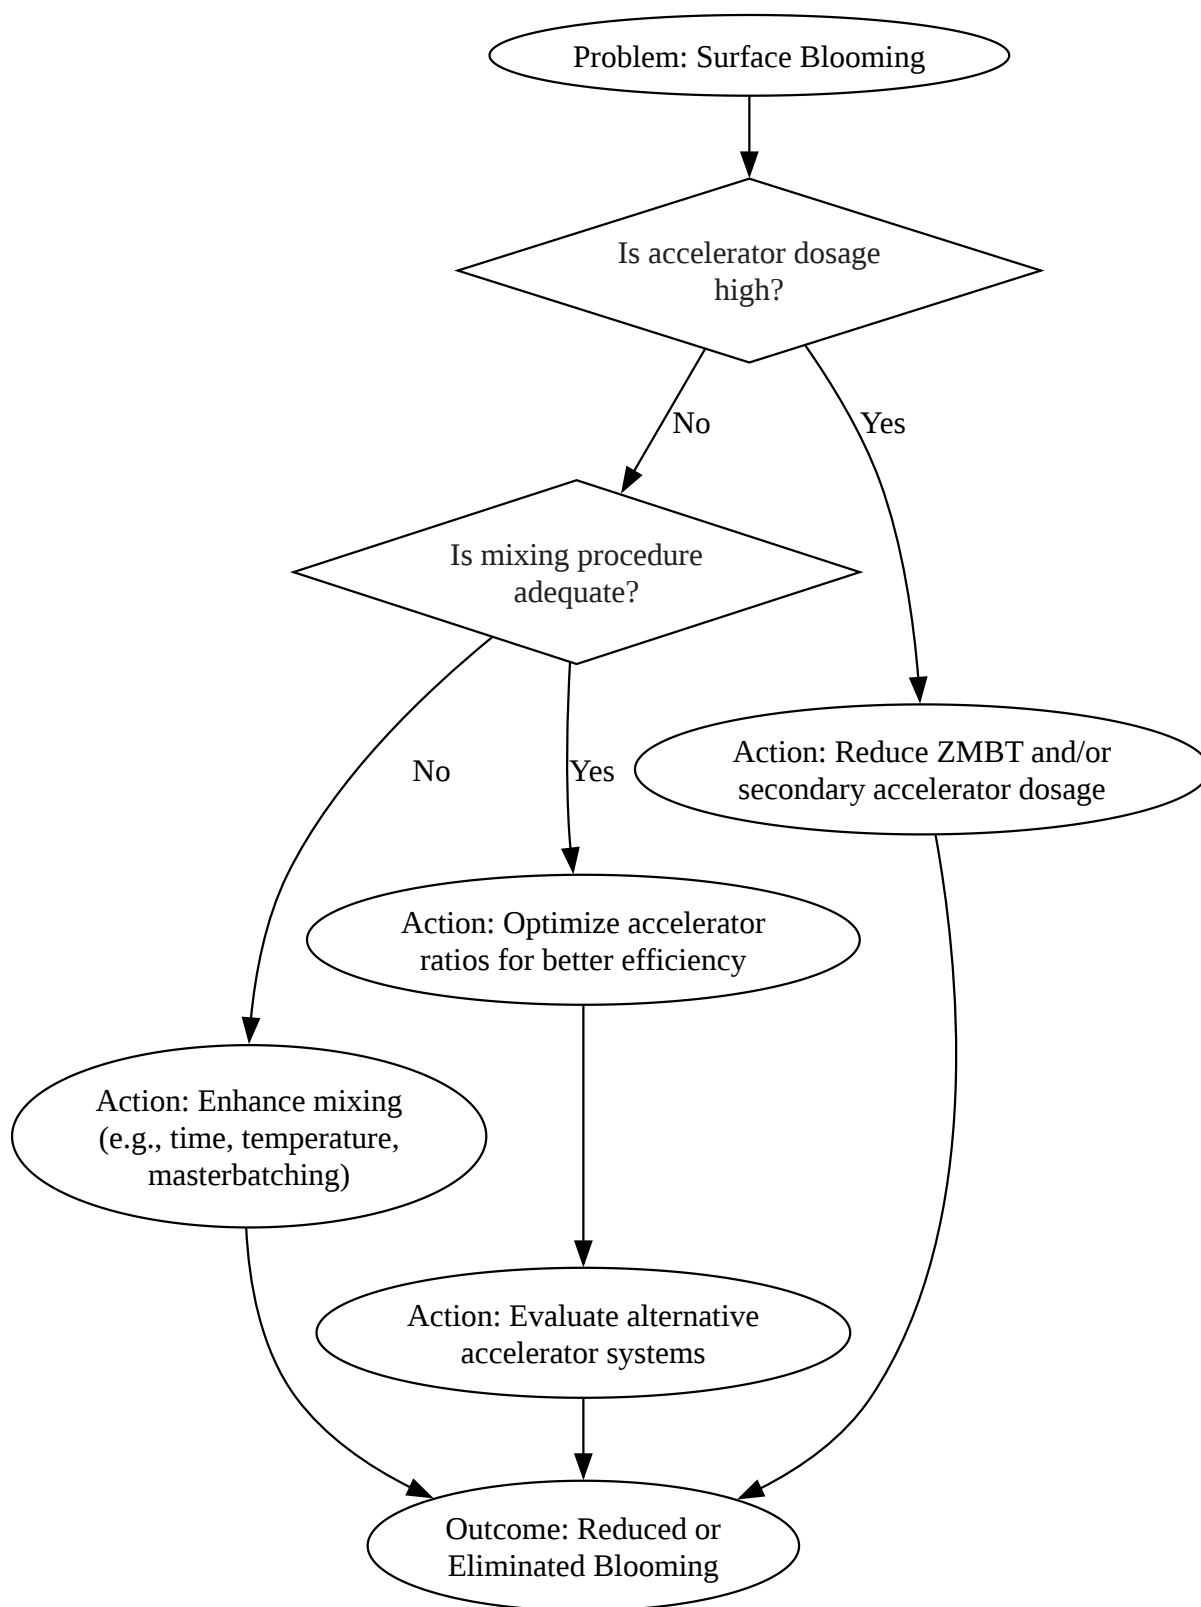 Problem: Surface Blooming
Is accelerator dosage
high?
No
Yes
Is mixing procedure
adequate?
Action: Reduce ZMBT and/or
secondary accelerator dosage
No
Yes
Action: Optimize accelerator
ratios for better efficiency
Action: Enhance mixing
(e.g., time, temperature,
masterbatching)
Action: Evaluate alternative
accelerator systems
Outcome: Reduced or
Eliminated Blooming